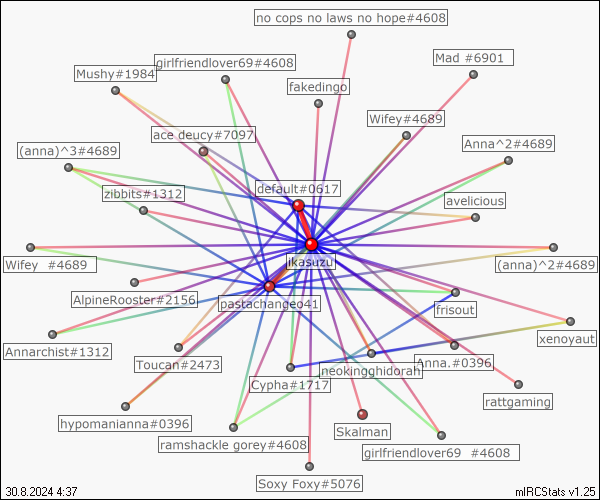 no cops no laws no hope#4608
Mad #6901
girlfriendlover69#4608
Mushy#1984
fakedingo
Wifey#4689
ace.deucy#7097
Anna^2#4689
(anna)^3#4689
default#0617
zibbits#1312
avelicious
jikasuzu
Wifey #4689
(anna)^2#4689
AlpineRooster#2156
pastachangeo41
frisout
Annarchist#1312
xenoyaut
Toucan#2473
Anna.#0396
neokingghidorah
Cypha#1717
rattgaming
hypomanianna#0396
Skalman
ramshackle gorey#4608
girlfriendlover69 #4608
Soxy Foxy#5076
30.8.2024 4:37
mIRCStats v1.25